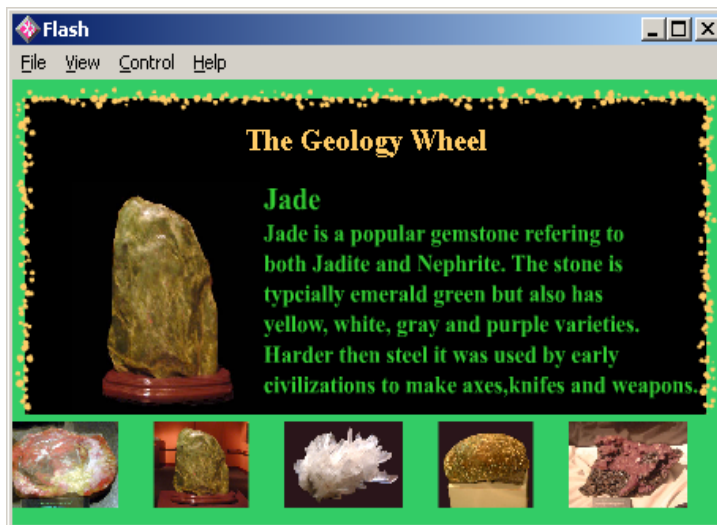 Flash
File View Control Help
The Geology Wheel
Jade
Jade is a popular gemstone refering to
both Jadite and Nephrite. The stone is
typcially emerald green but also has
yellow, white, gray and purple varieties.
Harder then steel it was used by early
civilizations to make axes,knifes and weapons.